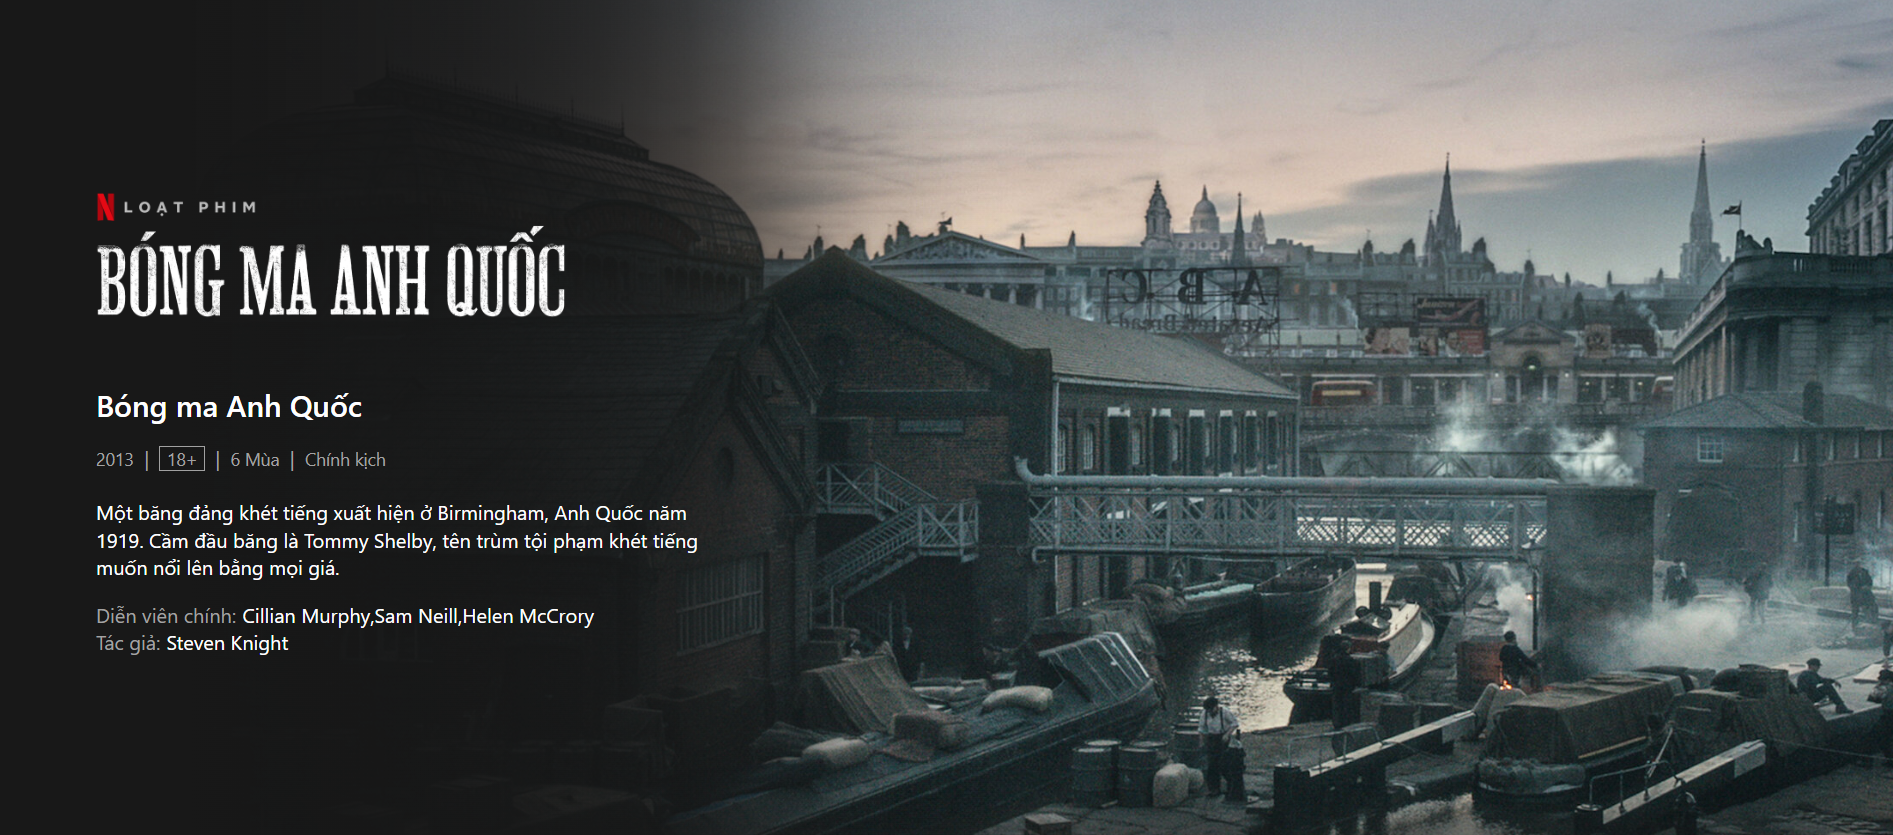 N LOẠT PHIM
BÓNG MA ANH QUỐC
Bóng ma Anh Quốc
2013 | 18+ | 6 Mùa | Chính kịch
Một băng đảng khét tiếng xuất hiện ở Birmingham, Anh Quốc năm
1919. Cầm đầu băng là Tommy Shelby, tên trùm tội phạm khét tiếng
muốn nổi lên bằng mọi giá.
Diễn viên chính: Cillian Murphy,Sam Neill,Helen McCrory
Tác giả: Steven Knight
ABC